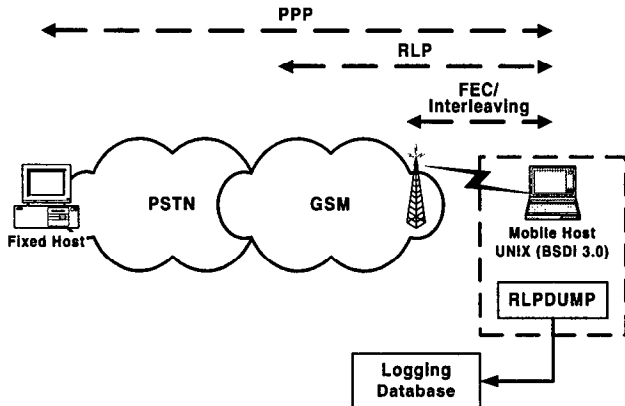 PPP
RLP
FEC/
Interleaving
PSTN
GSM
Fixed Host
Mobile Host
UNIX (BSDI 3.0)
RLPDUMP
Logging
Database